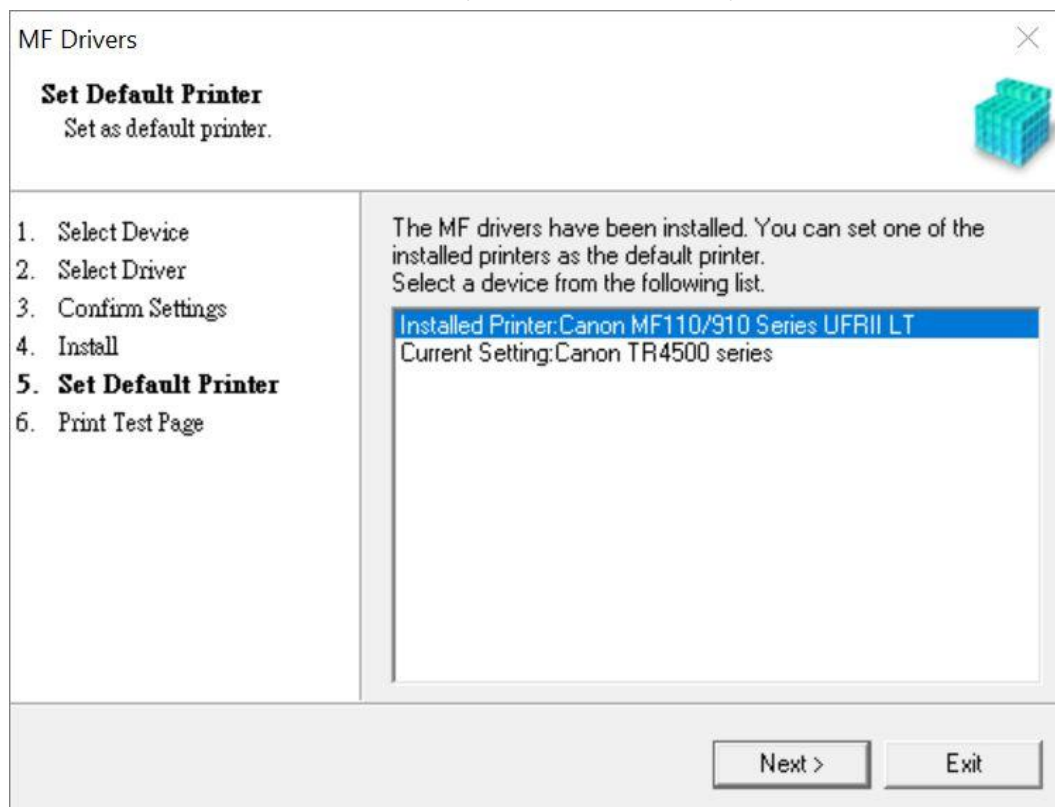 MF Drivers
Set Default Printer
Set as default printer.
1. Select Device
2. Select Driver
3. Confirm Settings
4. Install
5. Set Default Printer
6. Print Test Page
The MF drivers have been installed. You can set one of the
installed printers as the default printer.
Select a device from the following list.
Installed Printer:Canon MF110/910 Series UFRII LT
Current Setting:Canon TR4500 series
Next >
Exit